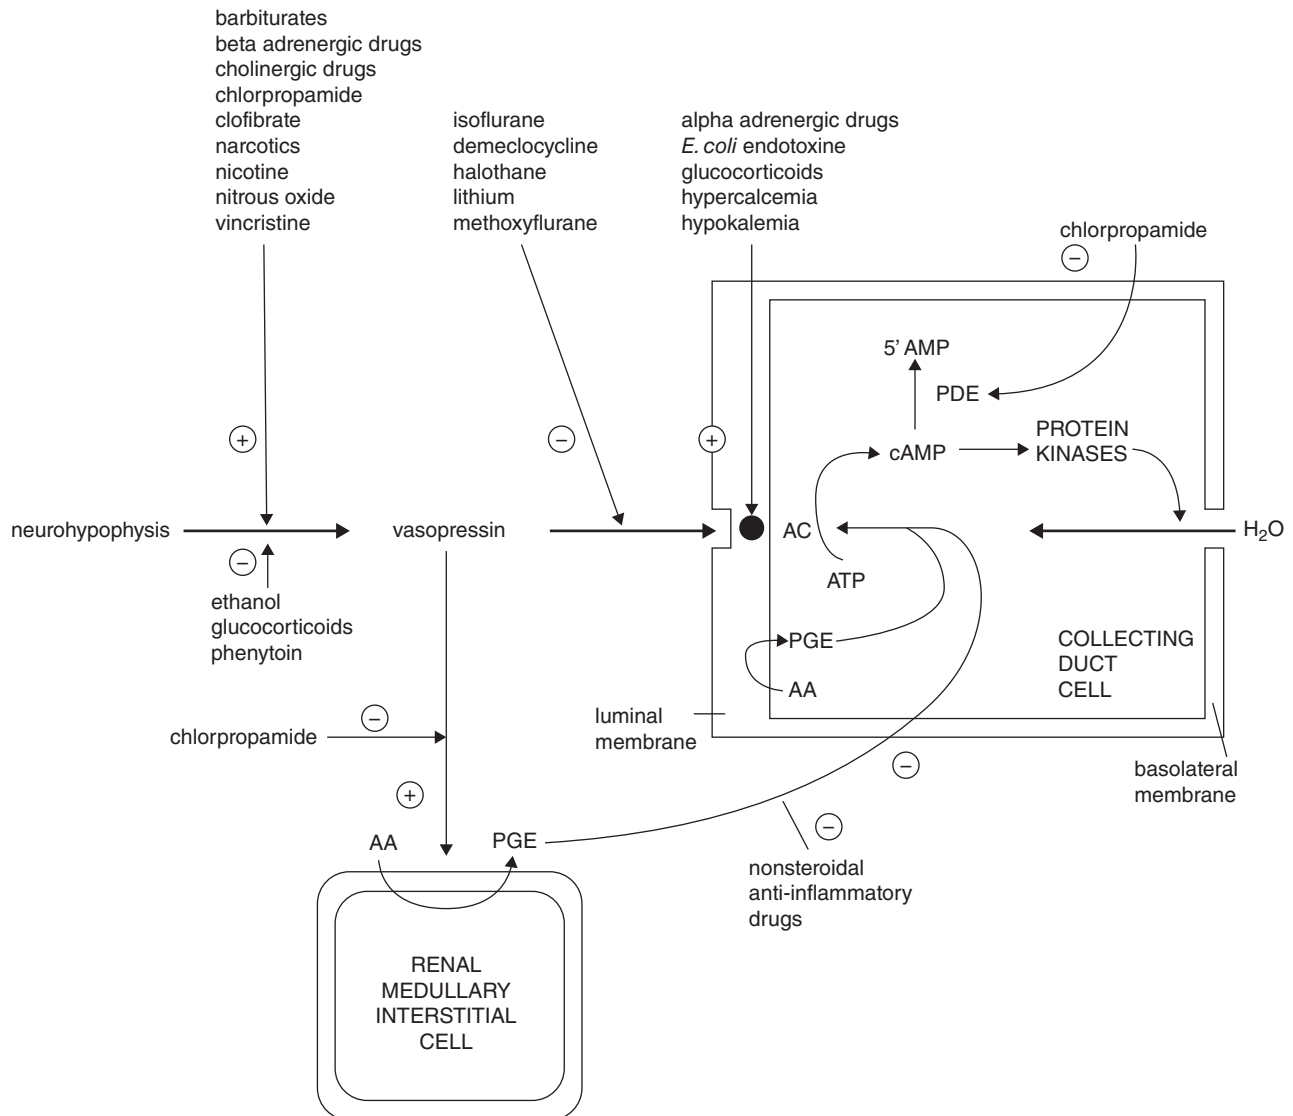 barbiturates
beta adrenergic drugs
cholinergic drugs
chlorpropamide
clofibrate
narcotics
nicotine
nitrous oxide
vincristine
isoflurane
demeclocycline
halothane
lithium
methoxyflurane
alpha adrenergic drugs
E. coli endotoxine
glucocorticoids
hypercalcemia
hypokalemia
chlorpropamide
−
5' AMP
PDE
+
−
+
cAMP
PROTEIN
KINASES
neurohypophysis
vasopressin
AC
H₂O
−
ATP
ethanol
glucocorticoids
phenytoin
PGE
AA
COLLECTING
DUCT
CELL
luminal
membrane
chlorpropamide
−
−
basolateral
membrane
+
AA
PGE
−
nonsteroidal
anti-inflammatory
drugs
RENAL
MEDULLARY
INTERSTITIAL
CELL